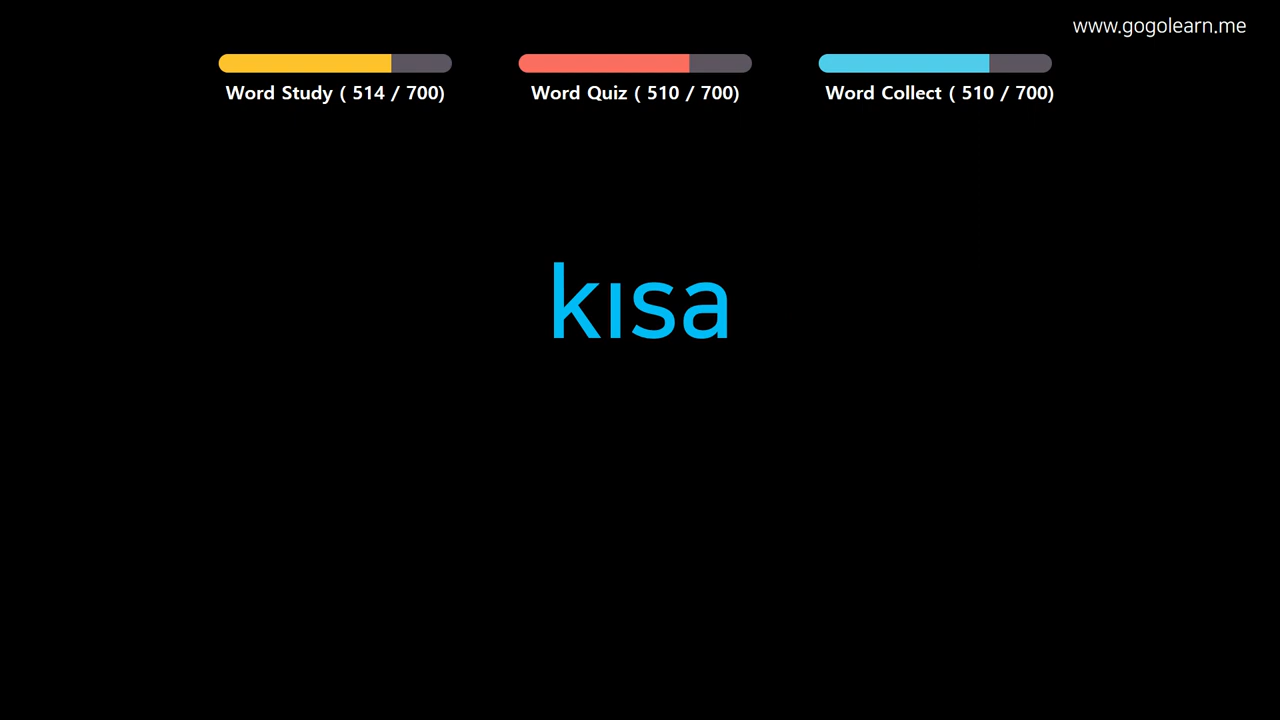 www.gogolearn.me
Word Study ( 514 / 700)
Word Quiz ( 510 / 700)
Word Collect ( 510 / 700)
kısa